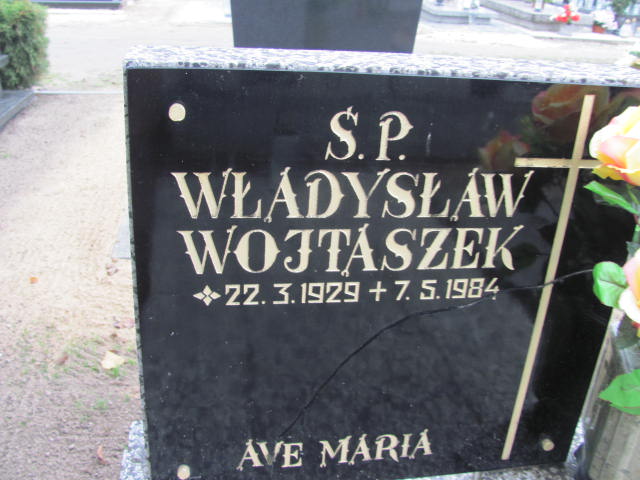 Ś.P.
WŁADYSŁAW
WOJTASZEK
22.3.1929 + 7.5.1984
AVE MARIA